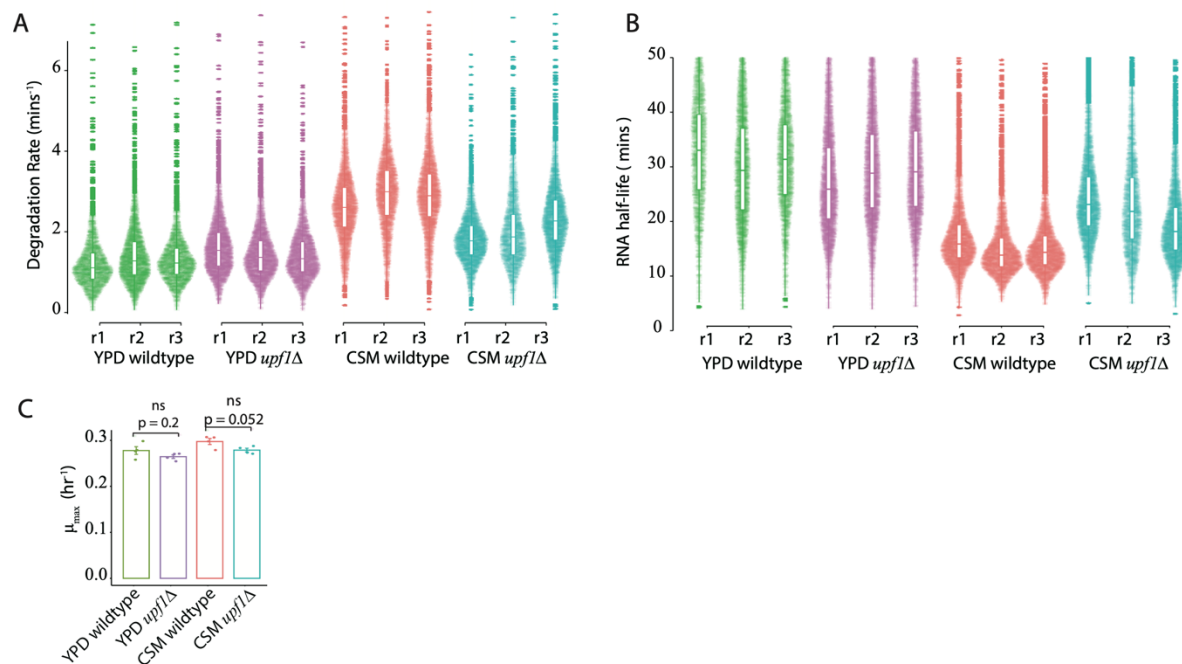 A
Degradation Rate (mins⁻¹)
6
4
2
0
r1 r2 r3 r1 r2 r3 r1 r2 r3 r1 r2 r3
YPD wildtype YPD upf1Δ CSM wildtype CSM upf1Δ
B
RNA half-life ( mins )
50
40
30
20
10
0
r1 r2 r3 r1 r2 r3 r1 r2 r3 r1 r2 r3
YPD wildtype YPD upf1Δ CSM wildtype CSM upf1Δ
C
ns ns
p = 0.2 p = 0.052
μmax (hr⁻¹)
0.3
0.2
0.1
0.0
YPD wildtype
YPD upf1Δ
CSM wildtype
CSM upf1Δ